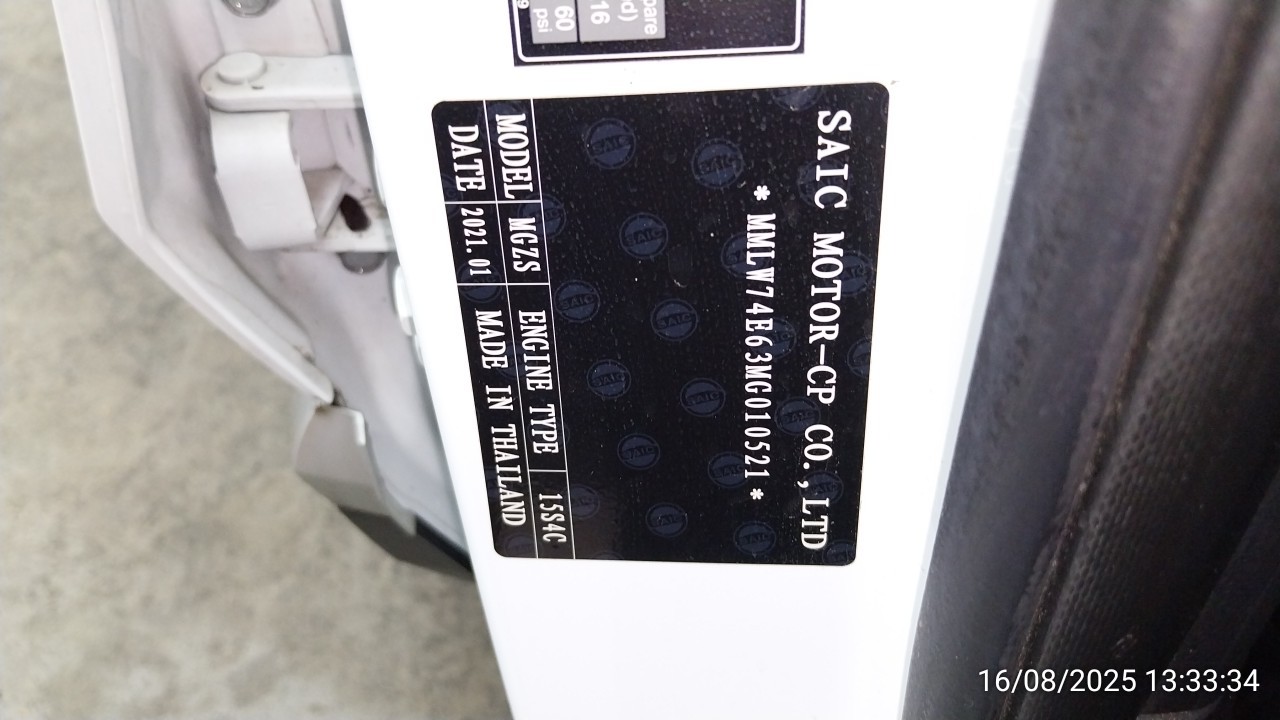 pare
d)
16
60
psi
SAIC MOTOR-CP CO.,LTD
*MMLW74E63MG010521*
MODEL MGZS ENGINE TYPE 15S4C
DATE 2021.01 MADE IN THAILAND
16/08/2025 13:33:34